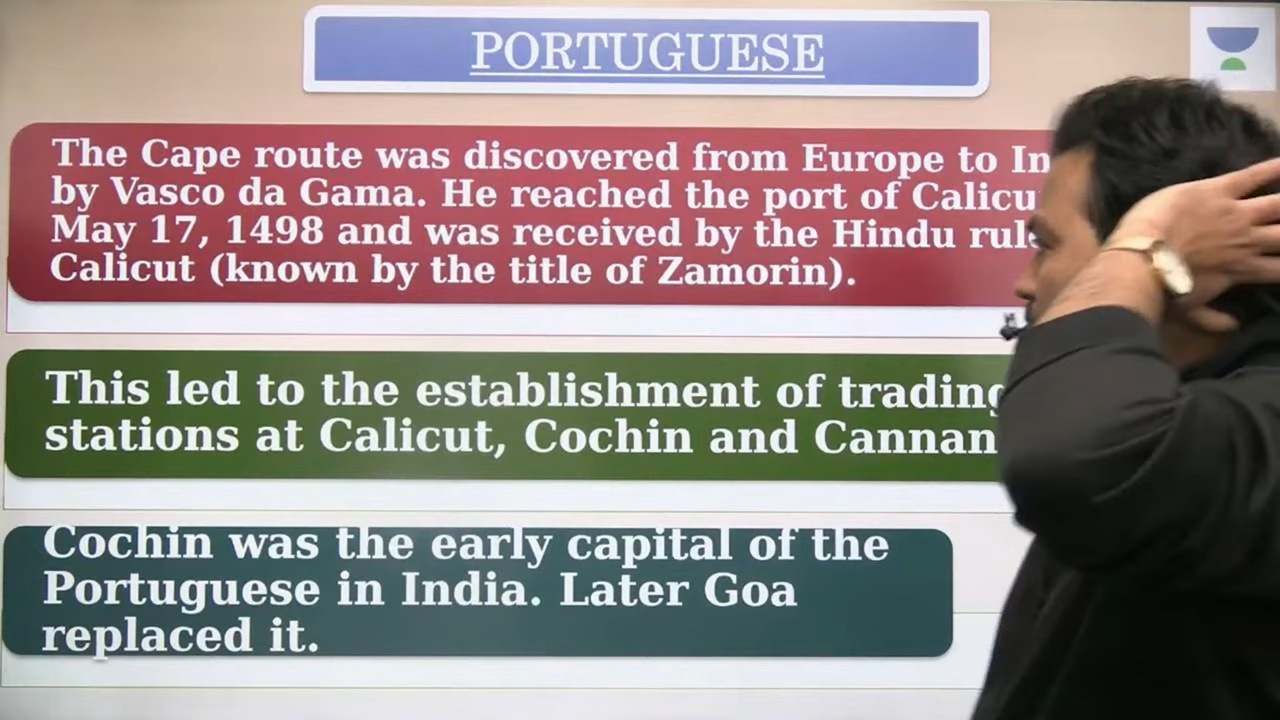 PORTUGUESE
The Cape route was discovered from Europe to
by Vasco da Gama. He reached the port of
May 17, 1498 and was received by the Hindu
Calicut (known by the title of Zamorin).
This led to the establishment of trading
stations at Calicut, Cochin and
Cochin was the early capital of the
Portuguese in India. Later Goa
replaced it.